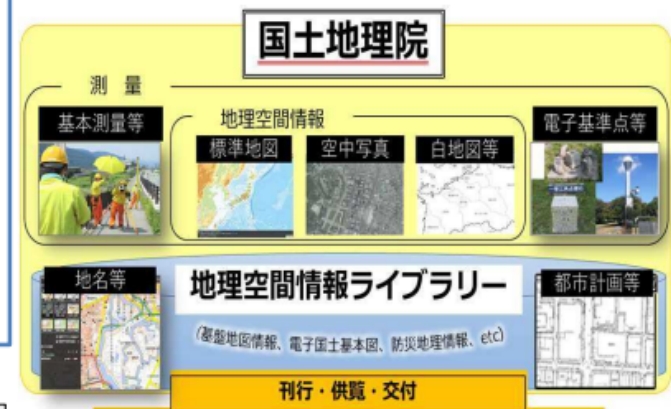 国土地理院
測 量
基本測量等
地理空間情報
標準地図
空中写真
白地図等
電子基準点等
地名等
地理空間情報ライブラリー
都市計画等
(基盤地図情報、電子国土基本図、防災地理情報、etc)
刊行・供覧・交付